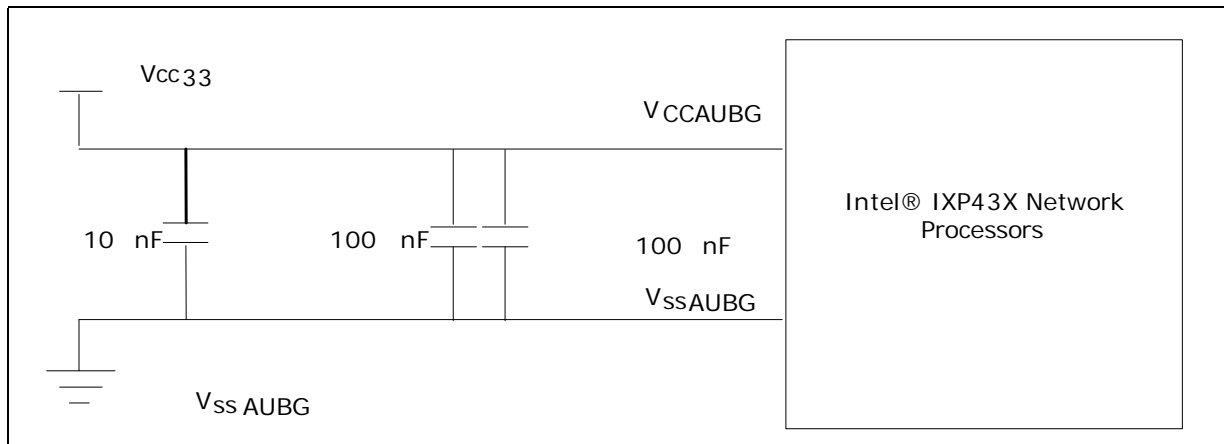 Vcc33
VCCAUBG
Intel® IXP43X Network
Processors
10 nF
100 nF
100 nF
VssAUBG
Vss AUBG